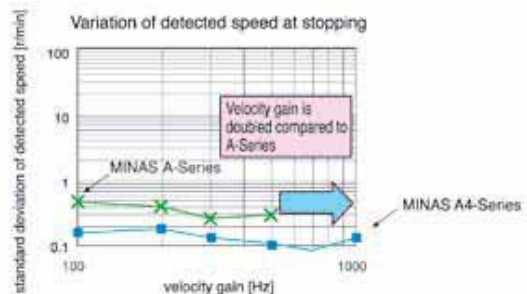 Variation of detected speed at stopping
standard deviation of detected speed [r/min]
100
10
1
0.1
Velocity gain is
doubled compared to
A-Series
MINAS A-Series
MINAS A4-Series
100
1000
velocity gain [Hz]